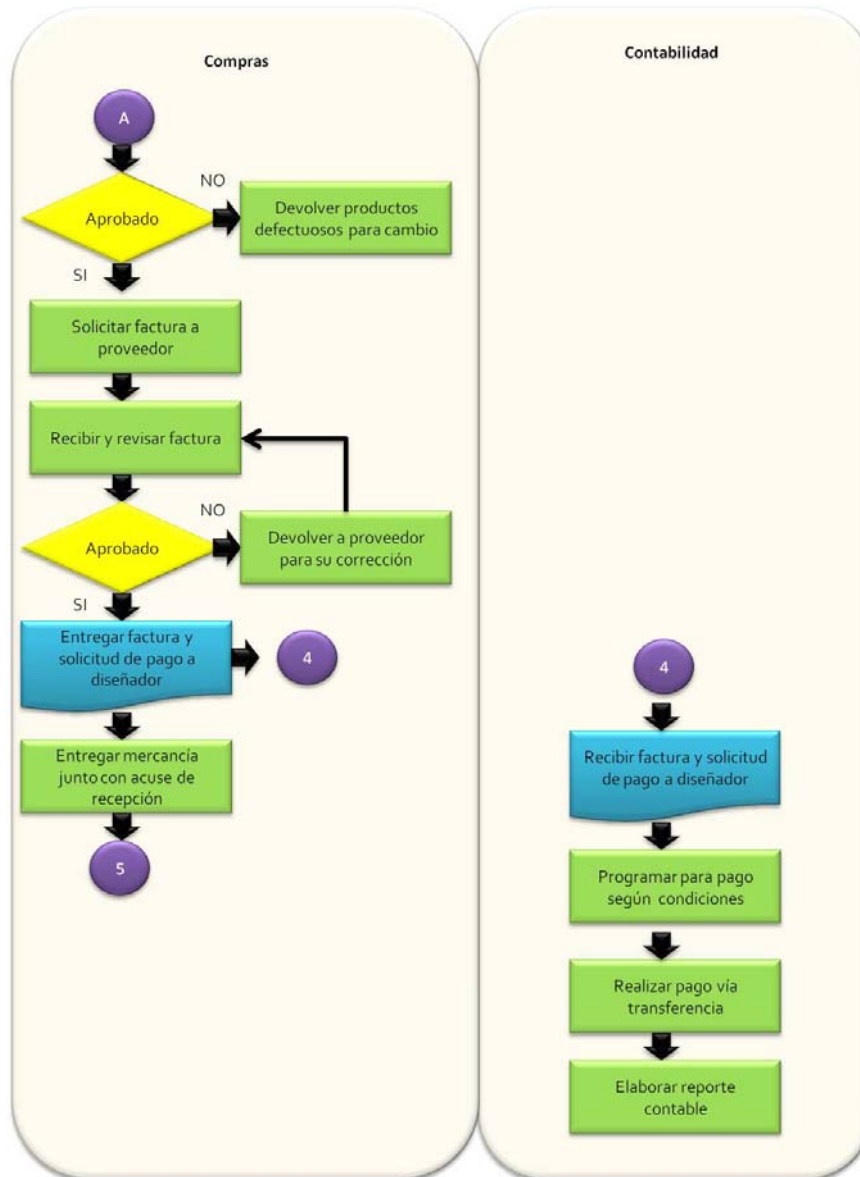 Compras
A
Aprobado
NO
Devolver productos
defectuosos para cambio
SI
Solicitar factura a
proveedor
Recibir y revisar factura
Aprobado
NO
Devolver a proveedor
para su corrección
SI
Entregar factura y
solicitud de pago a
diseñador
4
Entregar mercancía
junto con acuse de
recepción
5
Contabilidad
4
Recibir factura y solicitud
de pago a diseñador
Programar para pago
según condiciones
Realizar pago vía
transferencia
Elaborar reporte
contable